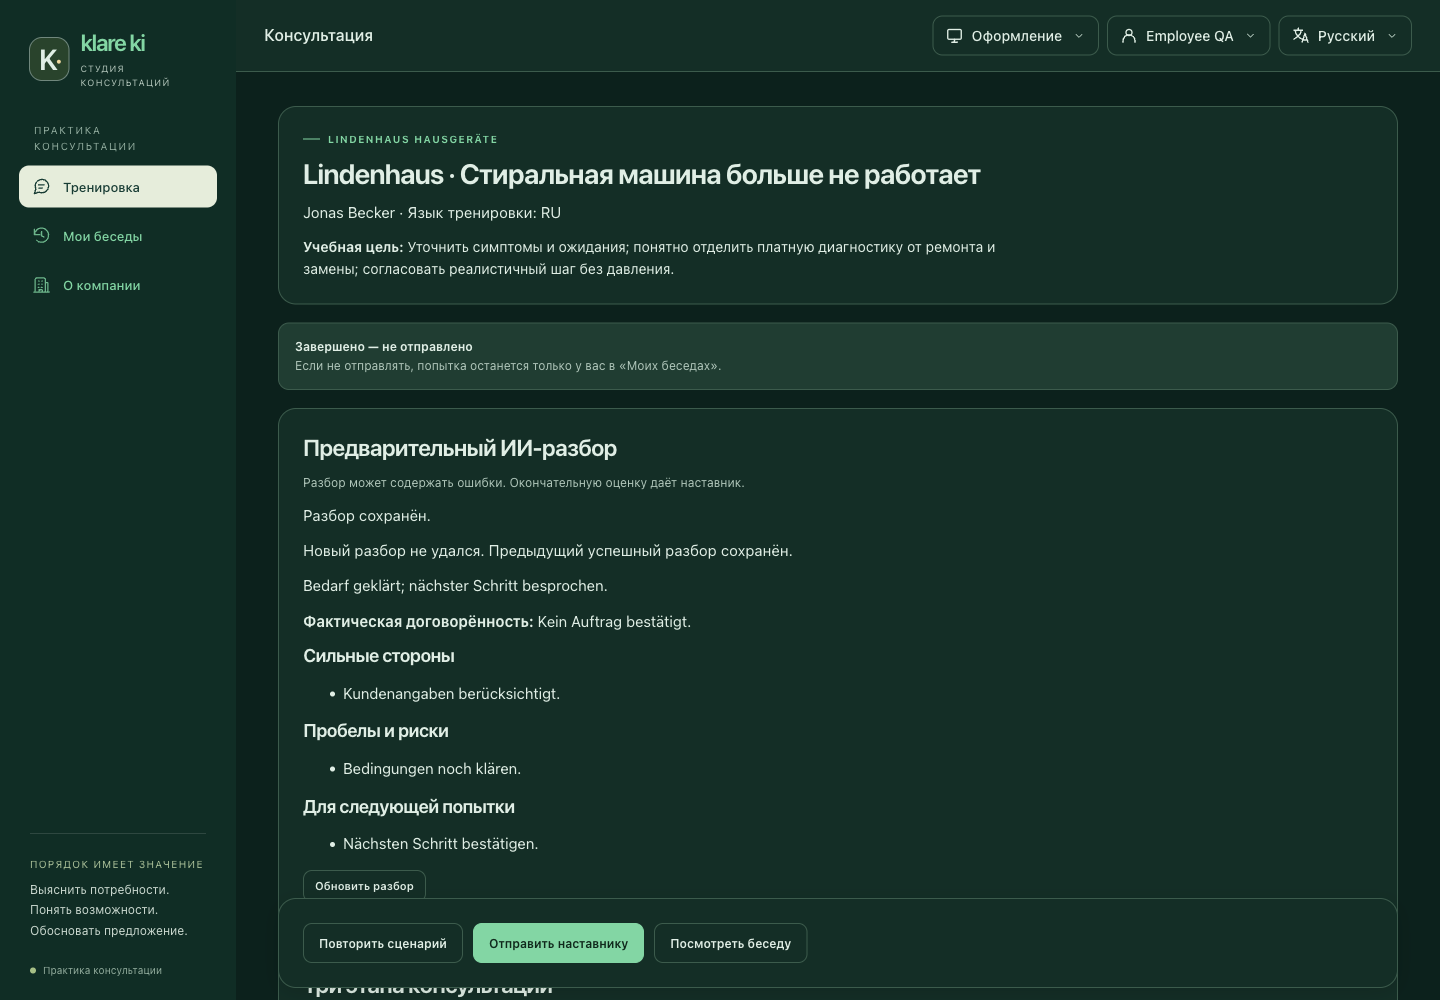 K
klare ki
СТУДИЯ
КОНСУЛЬТАЦИЙ
ПРАКТИКА
КОНСУЛЬТАЦИИ
Тренировка
Мои беседы
О компании
ПОРЯДОК ИМЕЕТ ЗНАЧЕНИЕ
Выяснить потребности.
Понять возможности.
Обосновать предложение.
Практика консультации
Консультация
Оформление
Employee QA
Русский
LINDENHAUS HAUSGERÄTE
Lindenhaus · Стиральная машина больше не работает
Jonas Becker · Язык тренировки: RU
Учебная цель: Уточнить симптомы и ожидания; понятно отделить платную диагностику от ремонта и
замены; согласовать реалистичный шаг без давления.
Завершено — не отправлено
Если не отправлять, попытка останется только у вас в «Моих беседах».
Предварительный ИИ-разбор
Разбор может содержать ошибки. Окончательную оценку даёт наставник.
Разбор сохранён.
Новый разбор не удался. Предыдущий успешный разбор сохранён.
Bedarf geklärt; nächster Schritt besprochen.
Фактическая договорённость: Kein Auftrag bestätigt.
Сильные стороны
• Kundenangaben berücksichtigt.
Пробелы и риски
• Bedingungen noch klären.
Для следующей попытки
• Nächsten Schritt bestätigen.
Обновить разбор
Повторить сценарий
Отправить наставнику
Посмотреть беседу
Три этапа консультации